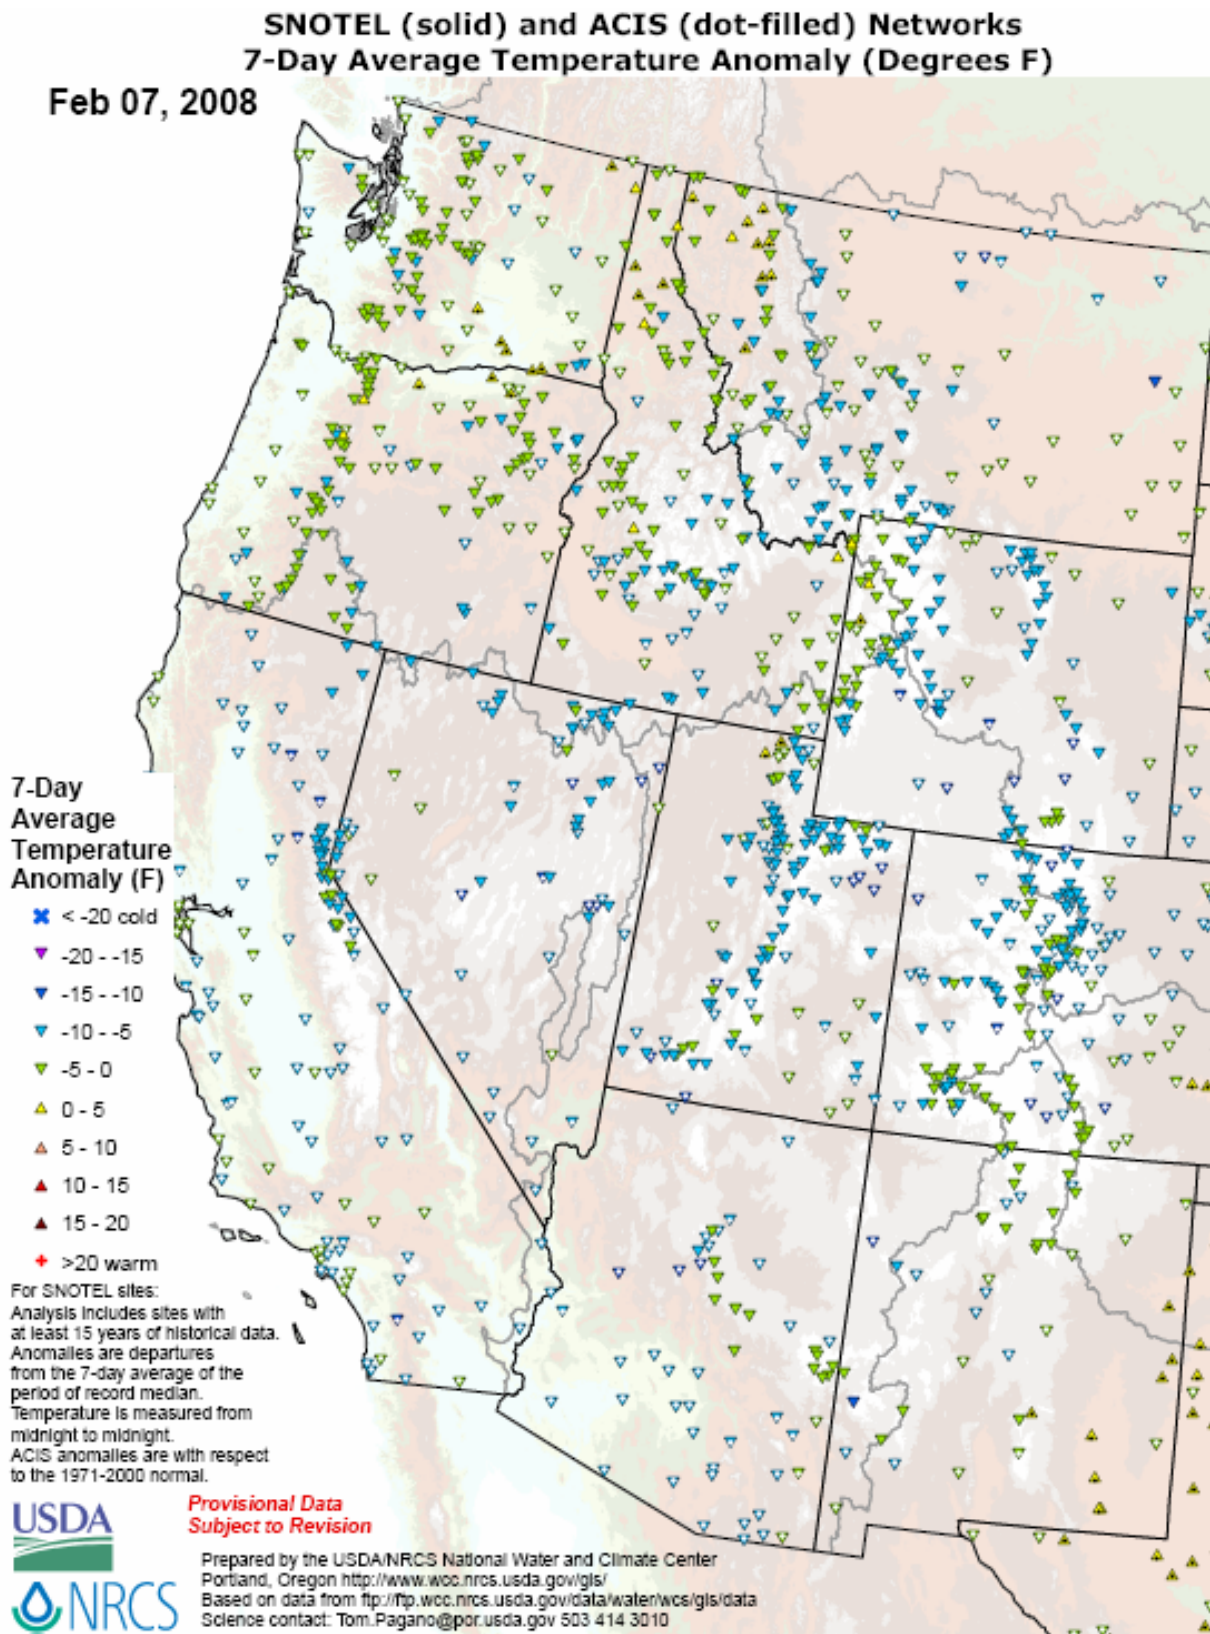 SNOTEL (solid) and ACIS (dot-filled) Networks
7-Day Average Temperature Anomaly (Degrees F)
Feb 07, 2008
7-Day
Average
Temperature
Anomaly (F)
< -20 cold
-20 - -15
-15 - -10
-10 - -5
-5 - 0
0 - 5
5 - 10
10 - 15
15 - 20
>20 warm
For SNOTEL sites:
Analysis includes sites with
at least 15 years of historical data.
Anomalies are departures
from the 7-day average of the
period of record median.
Temperature is measured from
midnight to midnight.
ACIS anomalies are with respect
to the 1971-2000 normal.
USDA
NRCS
Provisional Data
Subject to Revision
Prepared by the USDA/NRCS National Water and Climate Center
Portland, Oregon http://www.wcc.nrcs.usda.gov/gis/
Based on data from ftp://ftp.wcc.nrcs.usda.gov/data/water/wcs/gis/data
Science contact: Tom.Pagano@por.usda.gov 503 414 3010